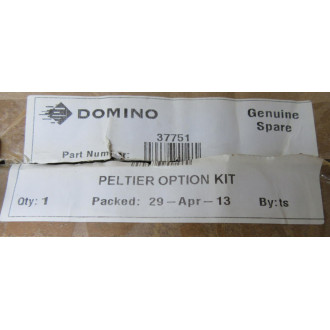 DOMINO
Genuine
Spare
37751
Part Number:
PELTIER OPTION KIT
Qty: 1 Packed: 29-Apr-13 By: ts